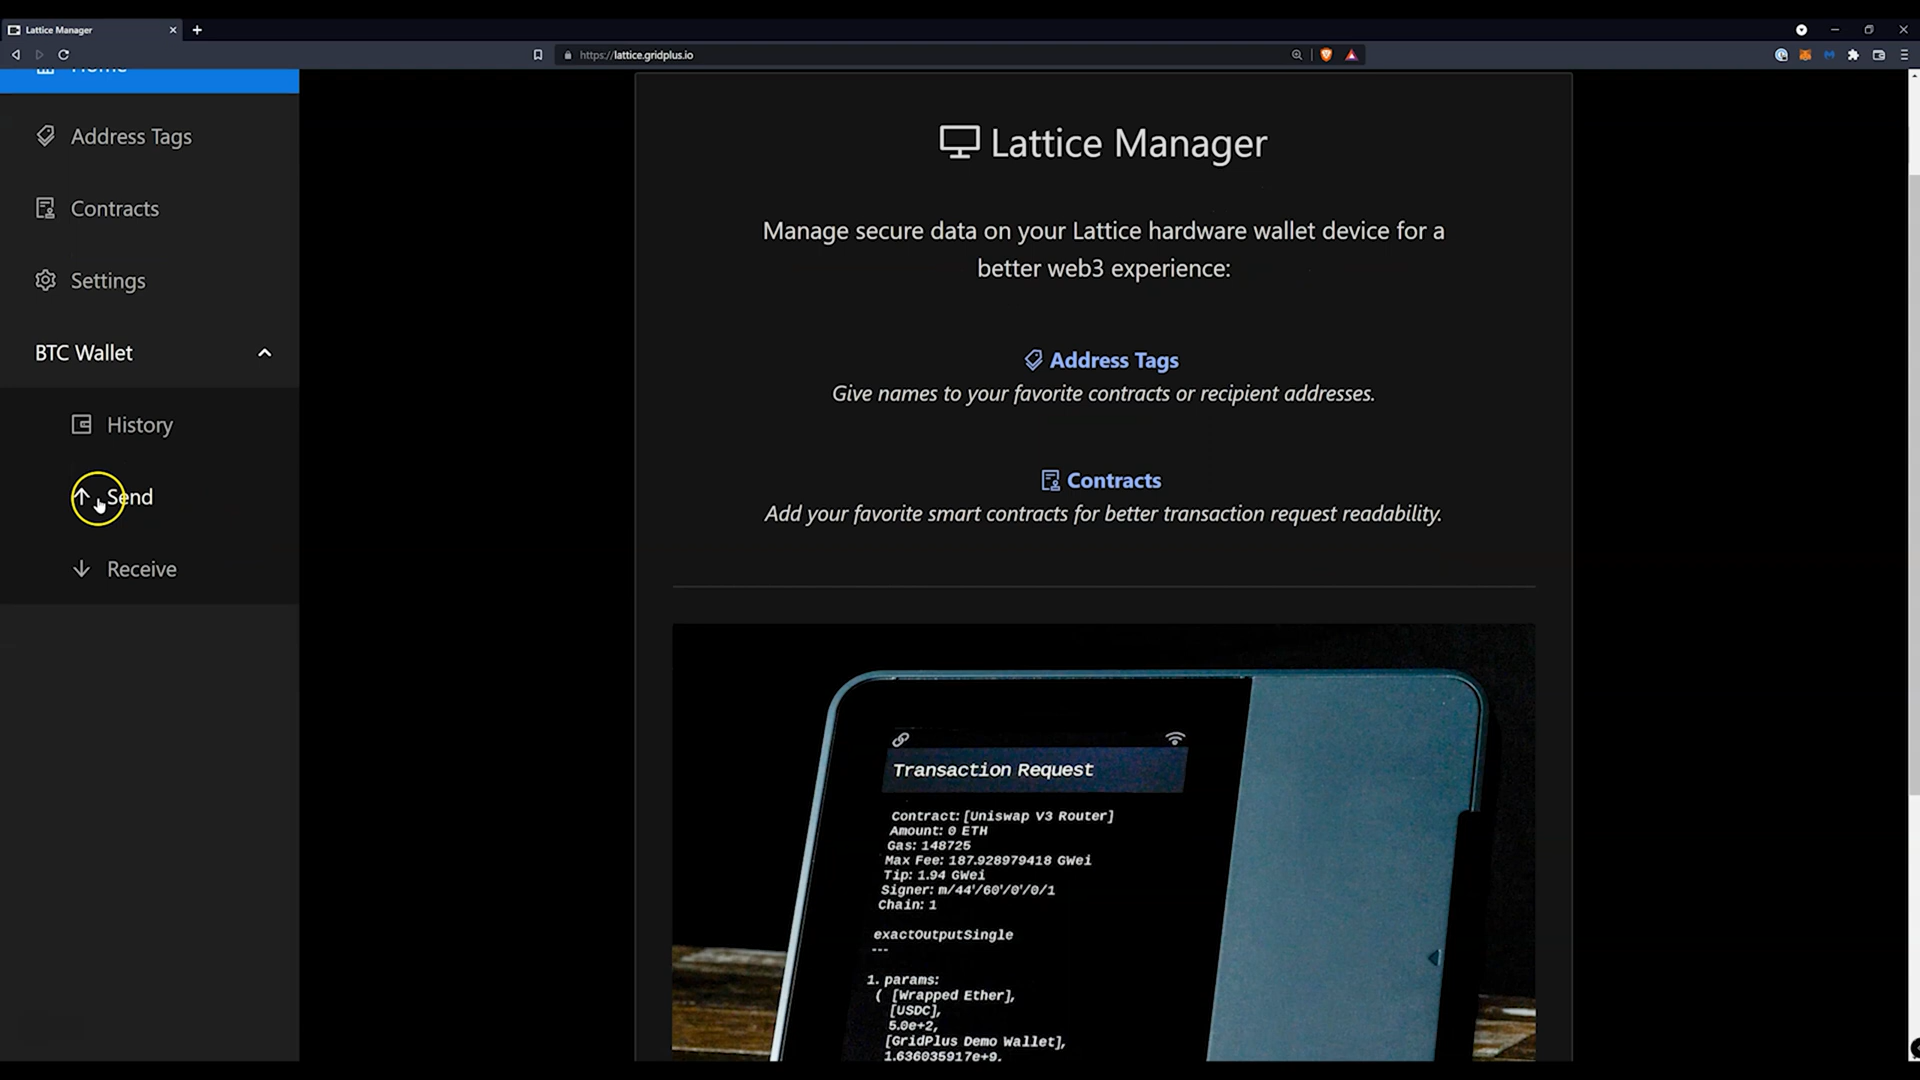 Lattice Manager
https://lattice.gridplus.io
Home
Address Tags
Contracts
Settings
BTC Wallet
History
Send
Receive
Lattice Manager
Manage secure data on your Lattice hardware wallet device for a
better web3 experience:
Address Tags
Give names to your favorite contracts or recipient addresses.
Contracts
Add your favorite smart contracts for better transaction request readability.
Transaction Request
Contract: [Uniswap V3 Router]
Amount: 0 ETH
Gas: 148725
Max Fee: 187.928979418 GWei
Tip: 1.94 GWei
Signer: m/44'/60'/0'/0/1
Chain: 1
exactOutputSingle
---
1. params:
( [Wrapped Ether],
[USDC],
5.0e+2,
[GridPlus Demo Wallet],
1.636035917e+9,